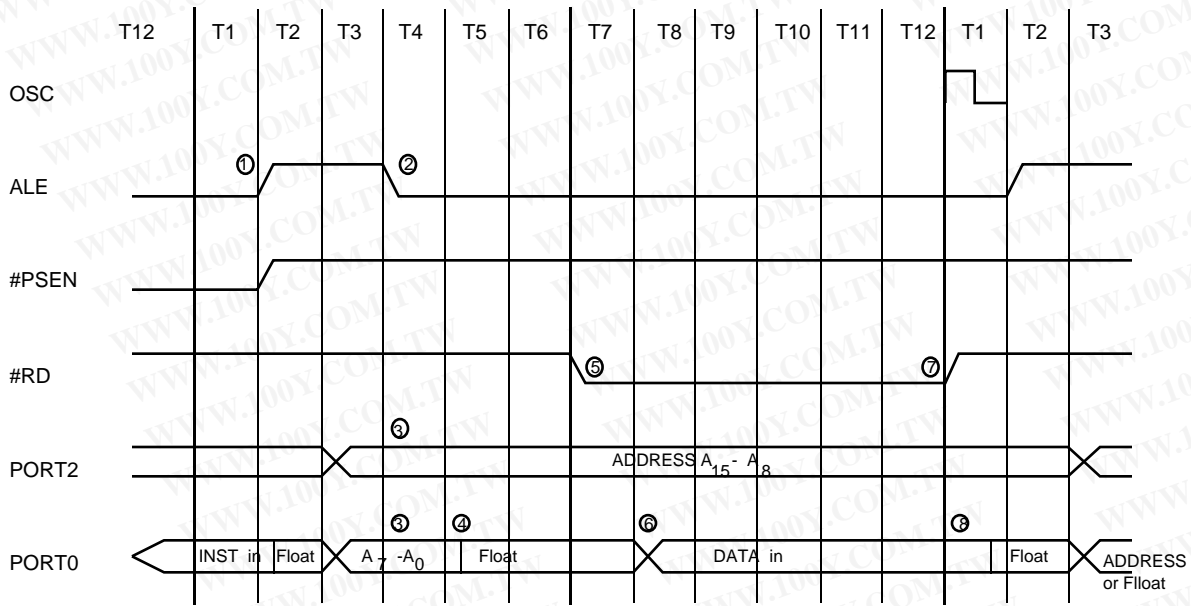 T12 T1 T2 T3 T4 T5 T6 T7 T8 T9 T10 T11 T12 T1 T2 T3
OSC
① ②
ALE
#PSEN
#RD
⑤ ⑦
③
PORT2
ADDRESS A15- A8
③ ④ ⑥ ⑧
PORT0
INST in Float A7 -A0 Float DATA in Float ADDRESS
or Flloat
WWW.100Y.COM.TW